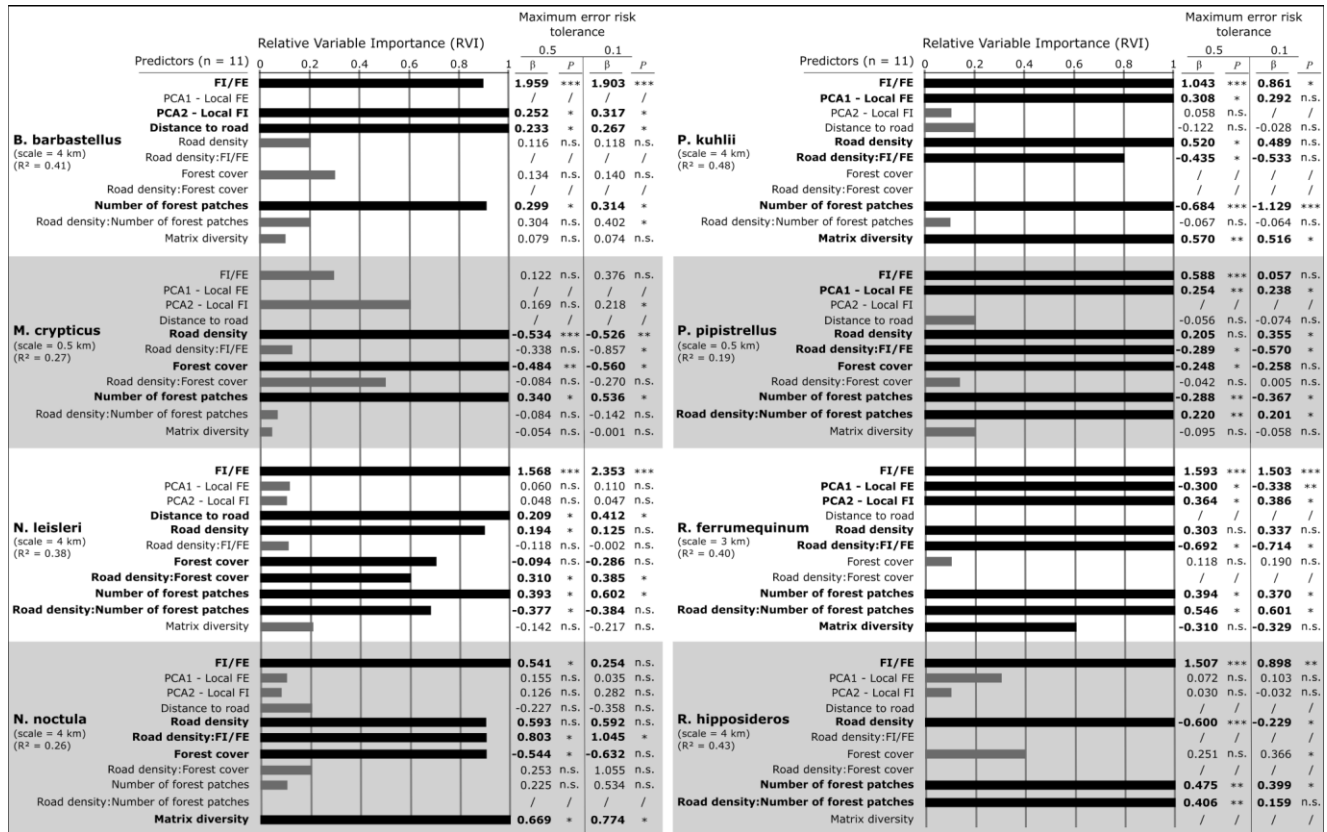 Maximum error risk
tolerance
Relative Variable Importance (RVI) 0.5 0.1
Predictors (n = 11) 0 0.2 0.4 0.6 0.8 1 β P β P
B. barbastellus
(scale = 4 km)
(R² = 0.41)
FI/FE 1.959 *** 1.903 ***
PCA1 - Local FE / / / /
PCA2 - Local FI 0.252 * 0.317 *
Distance to road 0.233 * 0.267 *
Road density 0.116 n.s. 0.118 n.s.
Road density:FI/FE / / / /
Forest cover 0.134 n.s. 0.140 n.s.
Road density:Forest cover / / / /
Number of forest patches 0.299 * 0.314 *
Road density:Number of forest patches 0.304 n.s. 0.402 *
Matrix diversity 0.079 n.s. 0.074 n.s.
M. crypticus
(scale = 0.5 km)
(R² = 0.27)
FI/FE 0.122 n.s. 0.376 n.s.
PCA1 - Local FE / / / /
PCA2 - Local FI 0.169 n.s. 0.218 *
Distance to road / / / /
Road density -0.534 *** -0.526 **
Road density:FI/FE -0.338 n.s. -0.857 *
Forest cover -0.484 ** -0.560 *
Road density:Forest cover -0.084 n.s. -0.270 n.s.
Number of forest patches 0.340 * 0.536 *
Road density:Number of forest patches -0.084 n.s. -0.142 n.s.
Matrix diversity -0.054 n.s. -0.001 n.s.
N. leisleri
(scale = 4 km)
(R² = 0.38)
FI/FE 1.568 *** 2.353 ***
PCA1 - Local FE 0.060 n.s. 0.110 n.s.
PCA2 - Local FI 0.048 n.s. 0.047 n.s.
Distance to road 0.209 * 0.412 *
Road density 0.194 * 0.125 n.s.
Road density:FI/FE -0.118 n.s. -0.002 n.s.
Forest cover -0.094 n.s. -0.286 n.s.
Road density:Forest cover 0.310 * 0.385 *
Number of forest patches 0.393 * 0.602 *
Road density:Number of forest patches -0.377 * -0.384 n.s.
Matrix diversity -0.142 n.s. -0.217 n.s.
N. noctula
(scale = 4 km)
(R² = 0.26)
FI/FE 0.541 * 0.254 n.s.
PCA1 - Local FE 0.155 n.s. 0.035 n.s.
PCA2 - Local FI 0.126 n.s. 0.282 n.s.
Distance to road -0.227 n.s. -0.358 n.s.
Road density 0.593 n.s. 0.592 n.s.
Road density:FI/FE 0.803 * 1.045 *
Forest cover -0.544 * -0.632 n.s.
Road density:Forest cover 0.253 n.s. 1.055 n.s.
Number of forest patches 0.225 n.s. 0.534 n.s.
Road density:Number of forest patches / / / /
Matrix diversity 0.669 * 0.774 *
Maximum error risk
tolerance
Relative Variable Importance (RVI) 0.5 0.1
Predictors (n = 11) 0 0.2 0.4 0.6 0.8 1 β P β P
P. kuhlii
(scale = 4 km)
(R² = 0.48)
FI/FE 1.043 *** 0.861 *
PCA1 - Local FE 0.308 * 0.292 n.s.
PCA2 - Local FI 0.058 n.s. / /
Distance to road -0.122 n.s. -0.028 n.s.
Road density 0.520 * 0.489 n.s.
Road density:FI/FE -0.435 * -0.533 n.s.
Forest cover / / / /
Road density:Forest cover / / / /
Number of forest patches -0.684 *** -1.129 ***
Road density:Number of forest patches -0.067 n.s. -0.064 n.s.
Matrix diversity 0.570 ** 0.516 *
P. pipistrellus
(scale = 0.5 km)
(R² = 0.19)
FI/FE 0.588 *** 0.057 n.s.
PCA1 - Local FE 0.254 ** 0.238 *
PCA2 - Local FI / / / /
Distance to road -0.056 n.s. -0.074 n.s.
Road density 0.205 n.s. 0.355 *
Road density:FI/FE -0.289 * -0.570 *
Forest cover -0.248 * -0.258 n.s.
Road density:Forest cover -0.042 n.s. 0.005 n.s.
Number of forest patches -0.288 ** -0.367 *
Road density:Number of forest patches 0.220 ** 0.201 *
Matrix diversity -0.095 n.s. -0.058 n.s.
R. ferrumequinum
(scale = 3 km)
(R² = 0.40)
FI/FE 1.593 *** 1.503 ***
PCA1 - Local FE -0.300 * -0.338 **
PCA2 - Local FI 0.364 * 0.386 *
Distance to road / / / /
Road density 0.303 n.s. 0.337 n.s.
Road density:FI/FE -0.692 * -0.714 *
Forest cover 0.118 n.s. 0.190 n.s.
Road density:Forest cover / / / /
Number of forest patches 0.394 * 0.370 *
Road density:Number of forest patches 0.546 * 0.601 *
Matrix diversity -0.310 n.s. -0.329 n.s.
R. hipposideros
(scale = 4 km)
(R² = 0.43)
FI/FE 1.507 *** 0.898 **
PCA1 - Local FE 0.072 n.s. 0.103 n.s.
PCA2 - Local FI 0.030 n.s. -0.032 n.s.
Distance to road / / / /
Road density -0.600 *** -0.229 *
Road density:FI/FE / / / /
Forest cover 0.251 n.s. 0.366 *
Road density:Forest cover / / / /
Number of forest patches 0.475 ** 0.399 *
Road density:Number of forest patches 0.406 ** 0.159 n.s.
Matrix diversity / / / /